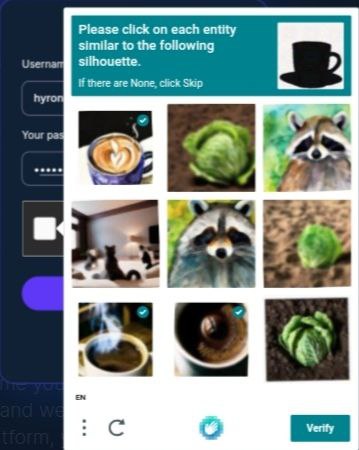 Please click on each entity
similar to the following
silhouette.
If there are None, click Skip
Usernam
hyron
Your pas
EN
me you
and we
tform,
Verify